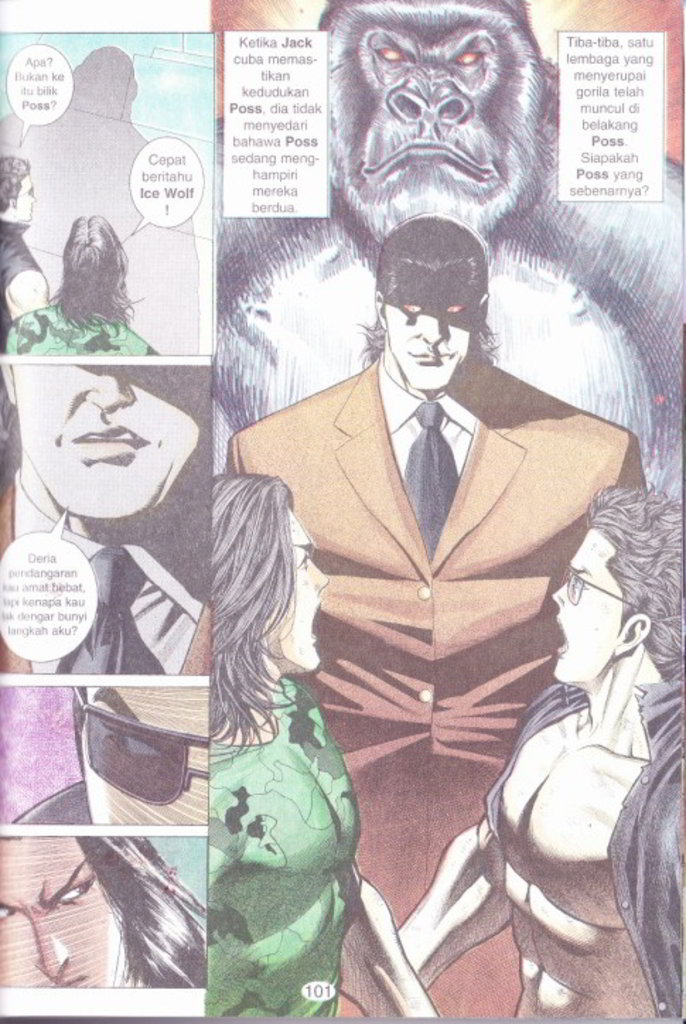 Apa?
Bukan ke
itu bilik
Poss?
Cepat
beritahu
Ice Wolf
!
Deria
pendangaran
kau amat hebat,
tapi kenapa kau
tak dengar bunyi
langkah aku?
Ketika Jack
cuba memas-
tikan
kedudukan
Poss, dia tidak
menyedari
bahawa Poss
sedang meng-
hampiri
mereka
berdua.
Tiba-tiba, satu
lembaga yang
menyerupai
gorila telah
muncul di
belakang
Poss.
Siapakah
Poss yang
sebenarnya?
101